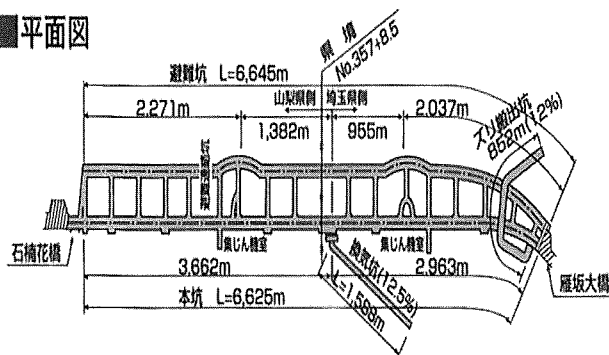 ■平面図
県境
No.357+8.5
避難坑 L=6,645m
山梨県側 埼玉県側
2.271m
1,382m
955m
2.037m
ズリ搬出坑
862m(12%)
集じん機室
集じん機室
石楠花橋
雁坂大橋
3.662m
2.963m
換気坑(12.5%)
本坑 L=6,625m